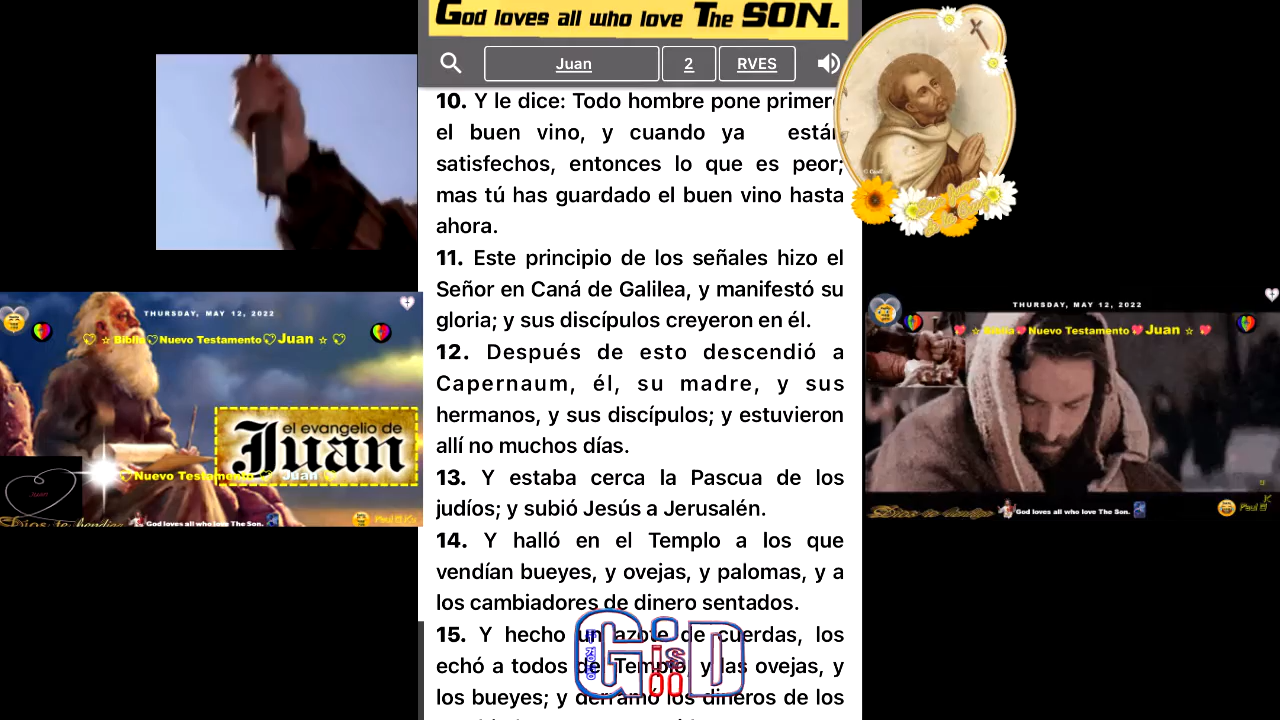 God loves all who love The SON.
Juan 2 RVES
10. Y le dice: Todo hombre pone primero
el buen vino, y cuando ya están
satisfechos, entonces lo que es peor;
mas tú has guardado el buen vino hasta
ahora.
11. Este principio de los señales hizo el
Señor en Caná de Galilea, y manifestó su
gloria; y sus discípulos creyeron en él.
12. Después de esto descendió a
Capernaum, él, su madre, y sus
hermanos, y sus discípulos; y estuvieron
allí no muchos días.
13. Y estaba cerca la Pascua de los
judíos; y subió Jesús a Jerusalén.
14. Y halló en el Templo a los que
vendían bueyes, y ovejas, y palomas, y a
los cambiadores de dinero sentados.
15. Y hecho un azote de cuerdas, los
echó a todos del Templo, y las ovejas, y
los bueyes; y derramó los dineros de los
THURSDAY, MAY 12, 2022
☆ Biblia Nuevo Testamento Juan ☆
el evangelio de
Juan
Nuevo Testamento Juan
Dios te bendiga
God loves all who love The Son.
THURSDAY, MAY 12, 2022
☆ Biblia Nuevo Testamento Juan ☆
Dios te bendiga
God loves all who love The Son.